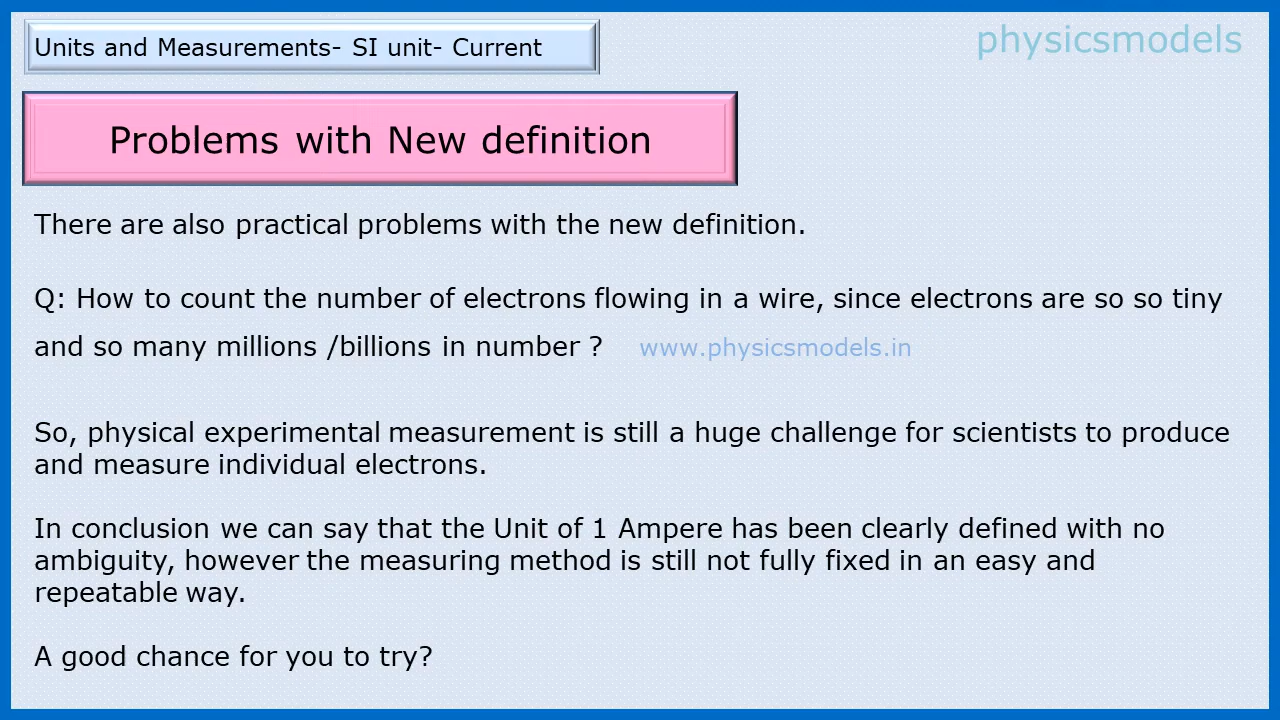 Units and Measurements- SI unit- Current
physicsmodels
Problems with New definition
There are also practical problems with the new definition.
Q: How to count the number of electrons flowing in a wire, since electrons are so so tiny
and so many millions /billions in number ? www.physicsmodels.in
So, physical experimental measurement is still a huge challenge for scientists to produce
and measure individual electrons.
In conclusion we can say that the Unit of 1 Ampere has been clearly defined with no
ambiguity, however the measuring method is still not fully fixed in an easy and
repeatable way.
A good chance for you to try?